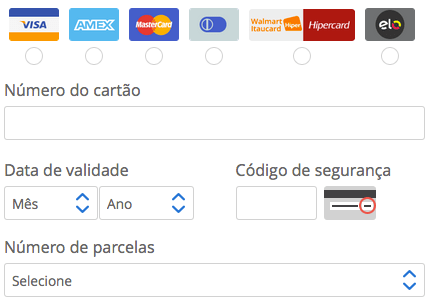 VISA AMEX MasterCard Walmart Itaucard Hiper Hipercard elo
Número do cartão
Data de validade Código de segurança
Mês Ano
Número de parcelas
Selecione